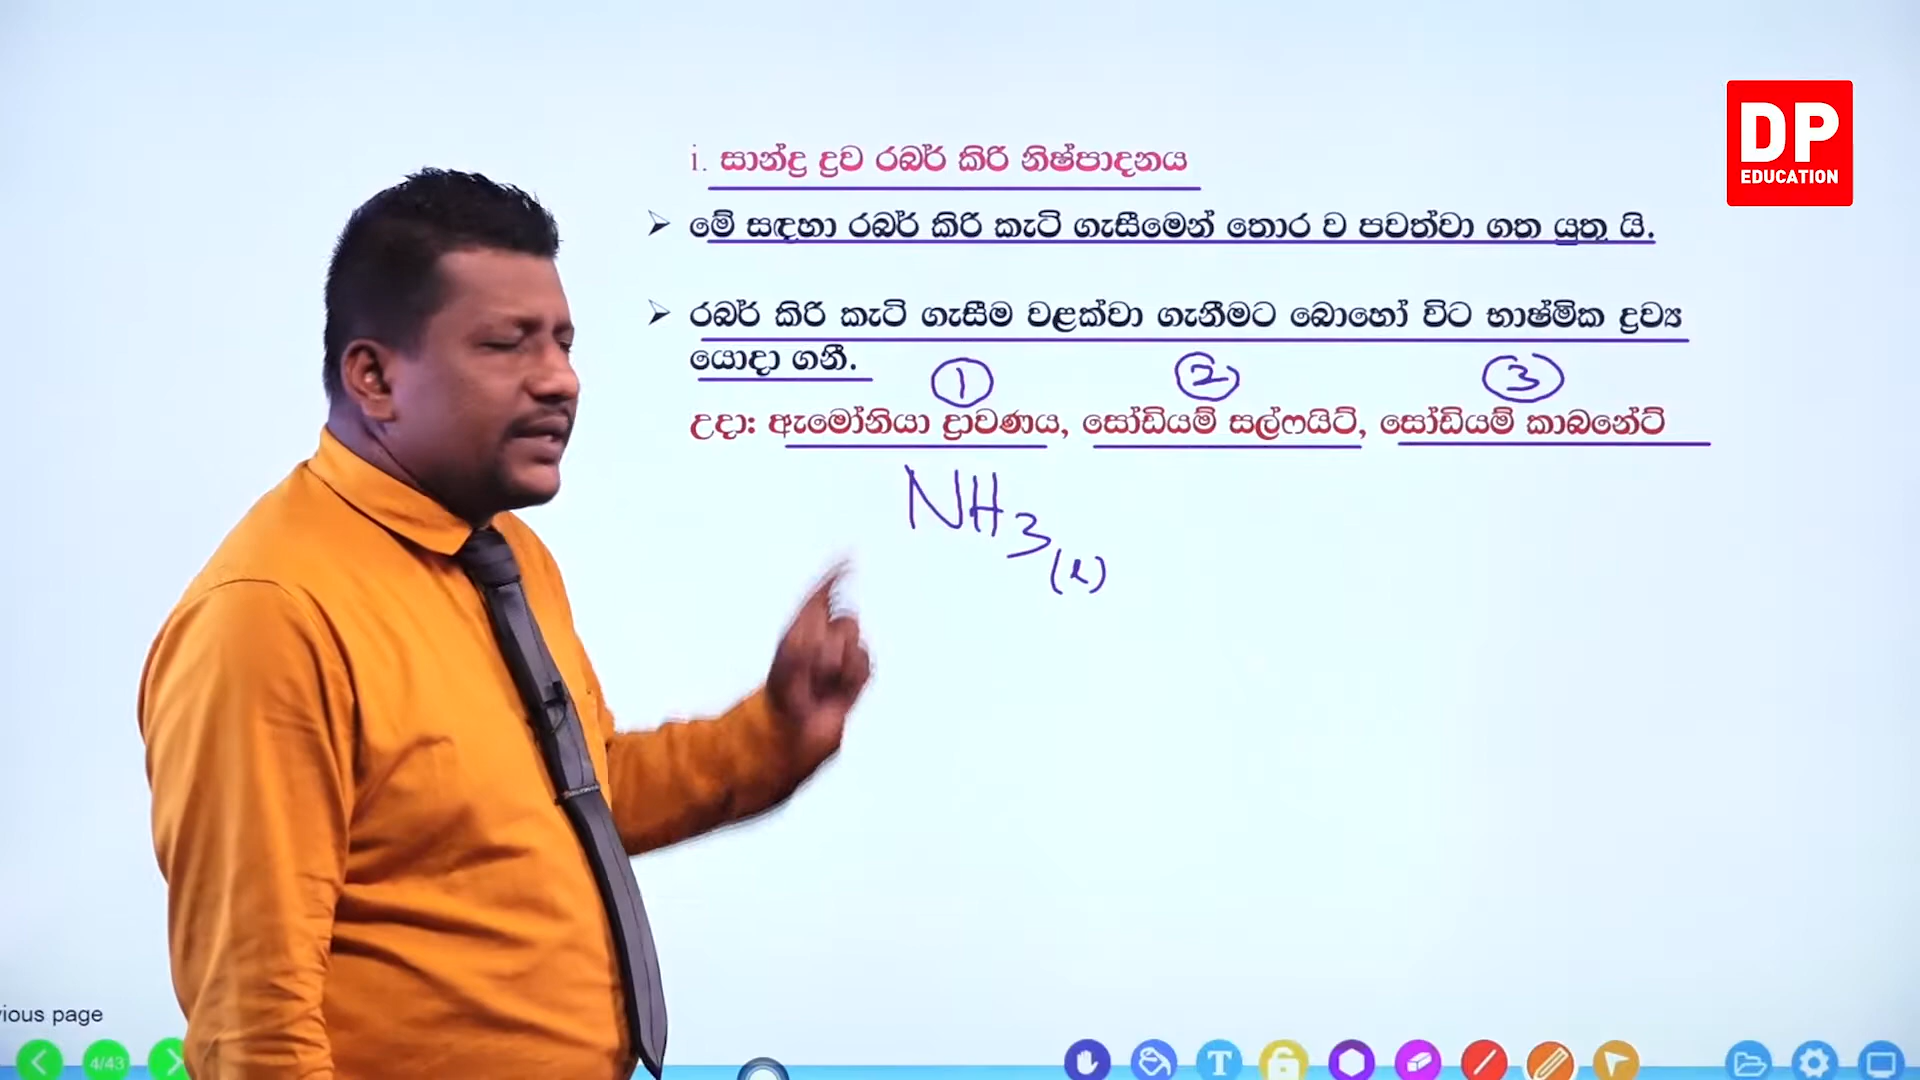 DP
EDUCATION
i. සාන්ද්‍ර ද්‍රව රබර් කිරි නිෂ්පාදනය
➢ මේ සඳහා රබර් කිරි කැටි ගැසීමෙන් තොර ව පවත්වා ගත යුතු යි.
➢ රබර් කිරි කැටි ගැසීම වළක්වා ගැනීමට බොහෝ විට භාෂ්මික ද්‍රව්‍ය
යොදා ගනී.
1 2 3
උදා: ඇමෝනියා ද්‍රාවණය, සෝඩියම් සල්ෆයිට්, සෝඩියම් කාබනේට්
NH3(l)
vious page
4/43
T